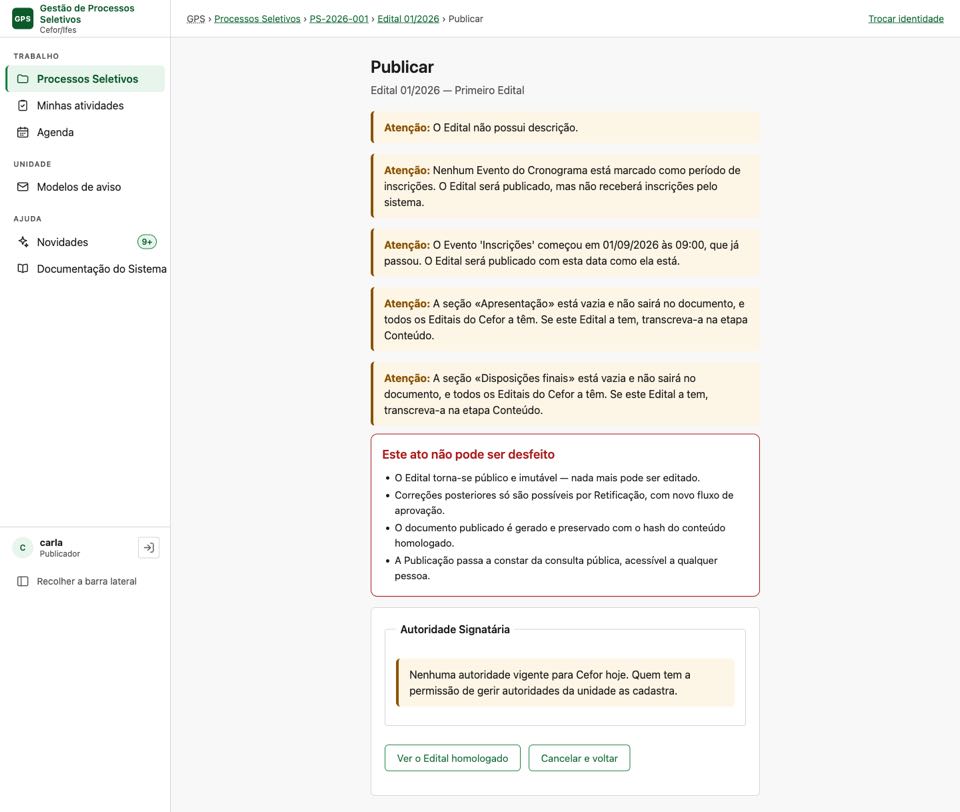 GPS
Gestão de Processos
Seletivos
Cefor/Ifes
GPS › Processos Seletivos › PS-2026-001 › Edital 01/2026 › Publicar
Trocar identidade
TRABALHO
Processos Seletivos
Minhas atividades
Agenda
UNIDADE
Modelos de aviso
AJUDA
Novidades 9+
Documentação do Sistema
C
carla
Publicador
Recolher a barra lateral
Publicar
Edital 01/2026 — Primeiro Edital
Atenção: O Edital não possui descrição.
Atenção: Nenhum Evento do Cronograma está marcado como período de
inscrições. O Edital será publicado, mas não receberá inscrições pelo
sistema.
Atenção: O Evento 'Inscrições' começou em 01/09/2026 às 09:00, que já
passou. O Edital será publicado com esta data como ela está.
Atenção: A seção «Apresentação» está vazia e não sairá no documento, e
todos os Editais do Cefor a têm. Se este Edital a tem, transcreva-a na etapa
Conteúdo.
Atenção: A seção «Disposições finais» está vazia e não sairá no
documento, e todos os Editais do Cefor a têm. Se este Edital a tem,
transcreva-a na etapa Conteúdo.
Este ato não pode ser desfeito
• O Edital torna-se público e imutável — nada mais pode ser editado.
• Correções posteriores só são possíveis por Retificação, com novo fluxo de
aprovação.
• O documento publicado é gerado e preservado com o hash do conteúdo
homologado.
• A Publicação passa a constar da consulta pública, acessível a qualquer
pessoa.
Autoridade Signatária
Nenhuma autoridade vigente para Cefor hoje. Quem tem a
permissão de gerir autoridades da unidade as cadastra.
Ver o Edital homologado
Cancelar e voltar